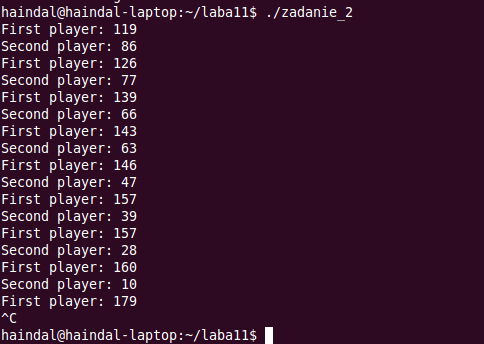 haindal@haindal-laptop:~/laba11$ ./zadanie_2
First player: 119
Second player: 86
First player: 126
Second player: 77
First player: 139
Second player: 66
First player: 143
Second player: 63
First player: 146
Second player: 47
First player: 157
Second player: 39
First player: 157
Second player: 28
First player: 160
Second player: 10
First player: 179
^C
haindal@haindal-laptop:~/laba11$